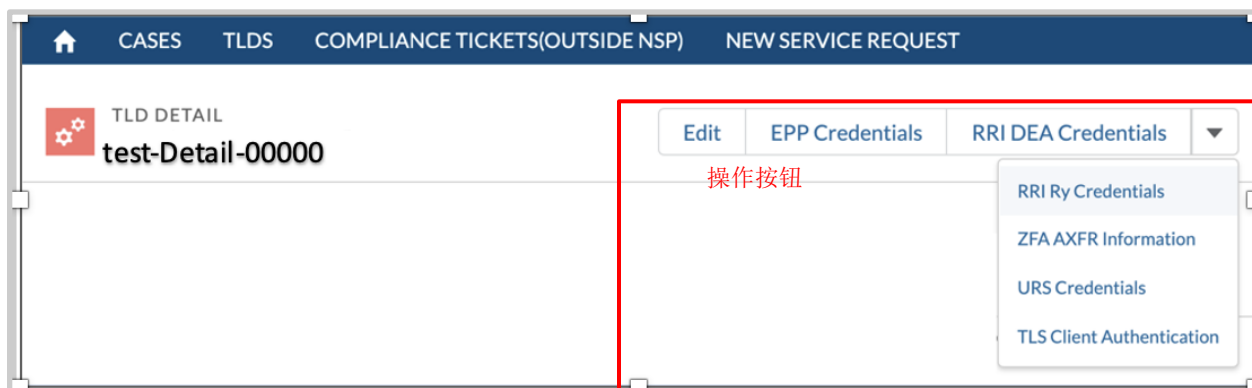 CASES TLDS COMPLIANCE TICKETS(OUTSIDE NSP) NEW SERVICE REQUEST
TLD DETAIL
test-Detail-00000
Edit EPP Credentials RRI DEA Credentials
操作按钮
RRI Ry Credentials
ZFA AXFR Information
URS Credentials
TLS Client Authentication